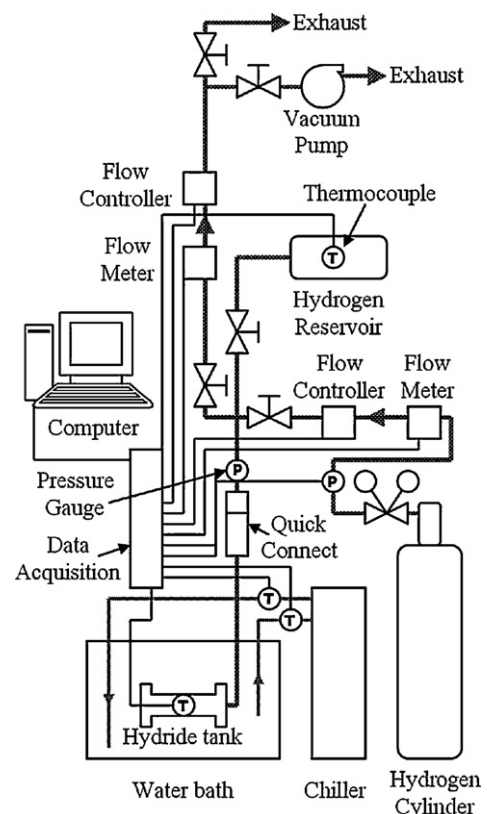 Exhaust
Exhaust
Vacuum
Pump
Flow
Controller
Thermocouple
T
Flow
Meter
Hydrogen
Reservoir
Flow
Controller
Flow
Meter
Computer
P
P
Pressure
Gauge
Quick
Connect
Data
Acquisition
T
T
T
Hydride tank
Water bath
Chiller
Hydrogen
Cylinder